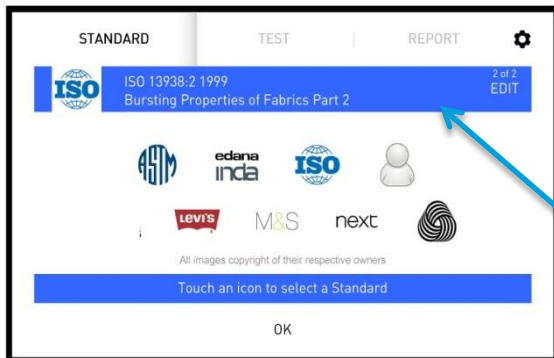 STANDARD TEST REPORT
ISO ISO 13938:2 1999 2 of 2
Bursting Properties of Fabrics Part 2 EDIT
ASTM edana inda ISO
LEVI'S M&S next
All images copyright of their respective owners
Touch an icon to select a Standard
OK